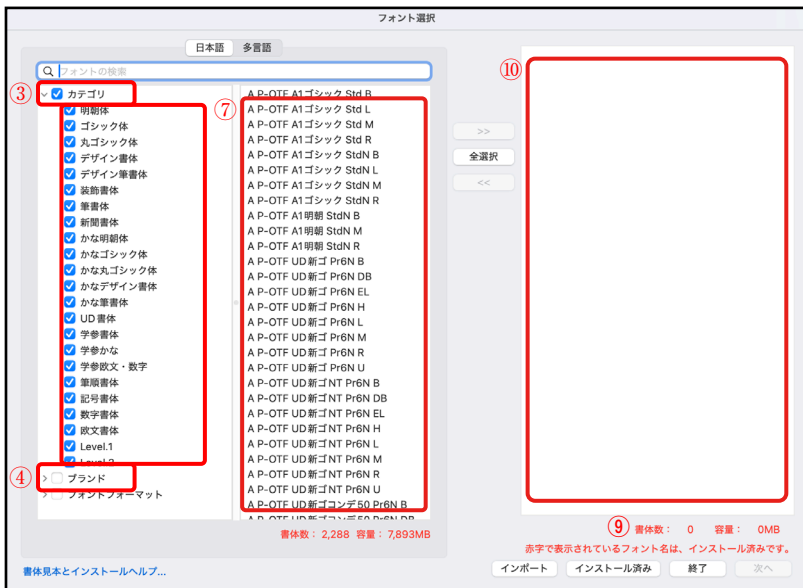 フォント選択
日本語 多言語
フォントの検索
③
カテゴリ
明朝体
ゴシック体
丸ゴシック体
デザイン書体
デザイン筆書体
装飾書体
筆書体
新聞書体
かな明朝体
かなゴシック体
かな丸ゴシック体
かなデザイン書体
かな筆書体
UD書体
学参書体
学参かな
学参欧文・数字
筆順書体
記号書体
数字書体
欧文書体
Level.1
Level.2
④
ブランド
フォントフォーマット
⑦
A P-OTF A1ゴシック Std B
A P-OTF A1ゴシック Std L
A P-OTF A1ゴシック Std M
A P-OTF A1ゴシック Std R
A P-OTF A1ゴシック StdN B
A P-OTF A1ゴシック StdN L
A P-OTF A1ゴシック StdN M
A P-OTF A1ゴシック StdN R
A P-OTF A1明朝 StdN B
A P-OTF A1明朝 StdN M
A P-OTF A1明朝 StdN R
A P-OTF UD新ゴ Pr6N B
A P-OTF UD新ゴ Pr6N DB
A P-OTF UD新ゴ Pr6N EL
A P-OTF UD新ゴ Pr6N H
A P-OTF UD新ゴ Pr6N L
A P-OTF UD新ゴ Pr6N M
A P-OTF UD新ゴ Pr6N R
A P-OTF UD新ゴ Pr6N U
A P-OTF UD新ゴNT Pr6N B
A P-OTF UD新ゴNT Pr6N DB
A P-OTF UD新ゴNT Pr6N EL
A P-OTF UD新ゴNT Pr6N H
A P-OTF UD新ゴNT Pr6N L
A P-OTF UD新ゴNT Pr6N M
A P-OTF UD新ゴNT Pr6N R
A P-OTF UD新ゴNT Pr6N U
A P-OTF UD新ゴコンデ50 Pr6N B
A P-OTF UD新ゴコンデ50 Pr6N DB
書体数： 2,288 容量： 7,893MB
>>
全選択
<<
⑩
⑨
書体数： 0 容量： 0MB
赤字で表示されているフォント名は、インストール済みです。
書体見本とインストールヘルプ...
インポート インストール済み 終了 次へ